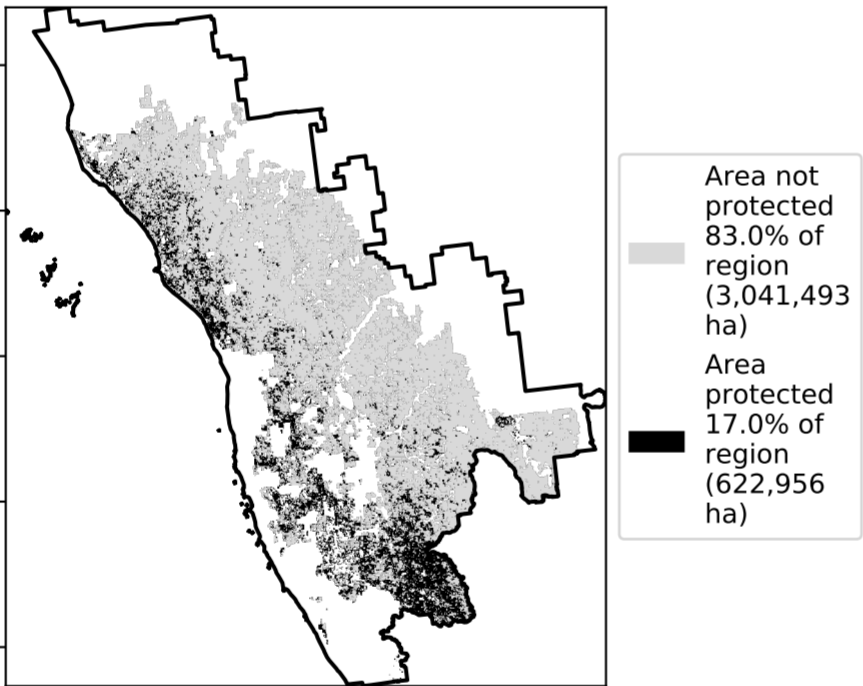 Area not
protected
83.0% of
region
(3,041,493
ha)
Area
protected
17.0% of
region
(622,956
ha)